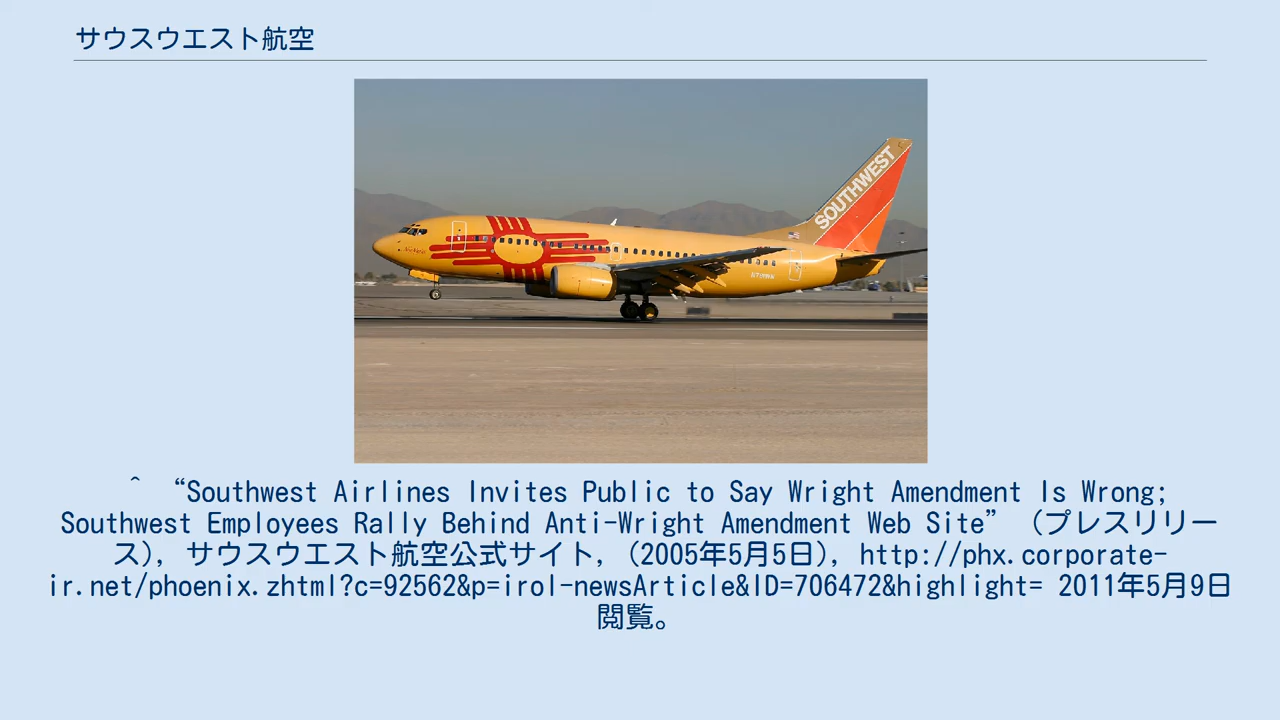 サウスウエスト航空
SOUTHWEST
^ “Southwest Airlines Invites Public to Say Wright Amendment Is Wrong;
Southwest Employees Rally Behind Anti-Wright Amendment Web Site” (プレスリリー
ス), サウスウエスト航空公式サイト, (2005年5月5日), http://phx.corporate-
ir.net/phoenix.zhtml?c=92562&p=irol-newsArticle&ID=706472&highlight= 2011年5月9日
閲覧。